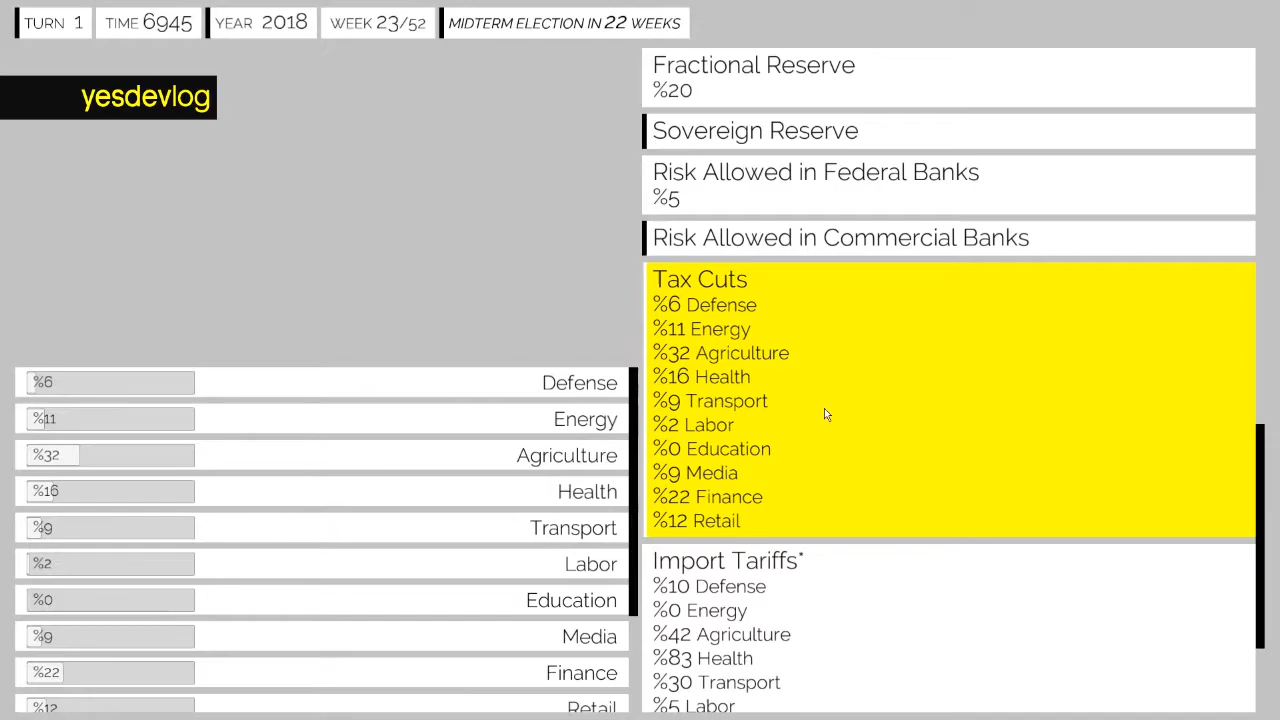 TURN 1 TIME 6945 YEAR 2018 WEEK 23/52 MIDTERM ELECTION IN 22 WEEKS
yesdevlog
%6 Defense
%11 Energy
%32 Agriculture
%16 Health
%9 Transport
%2 Labor
%0 Education
%9 Media
%22 Finance
%12 Retail
Fractional Reserve
%20
Sovereign Reserve
Risk Allowed in Federal Banks
%5
Risk Allowed in Commercial Banks
Tax Cuts
%6 Defense
%11 Energy
%32 Agriculture
%16 Health
%9 Transport
%2 Labor
%0 Education
%9 Media
%22 Finance
%12 Retail
Import Tariffs*
%10 Defense
%0 Energy
%42 Agriculture
%83 Health
%30 Transport
%5 Labor